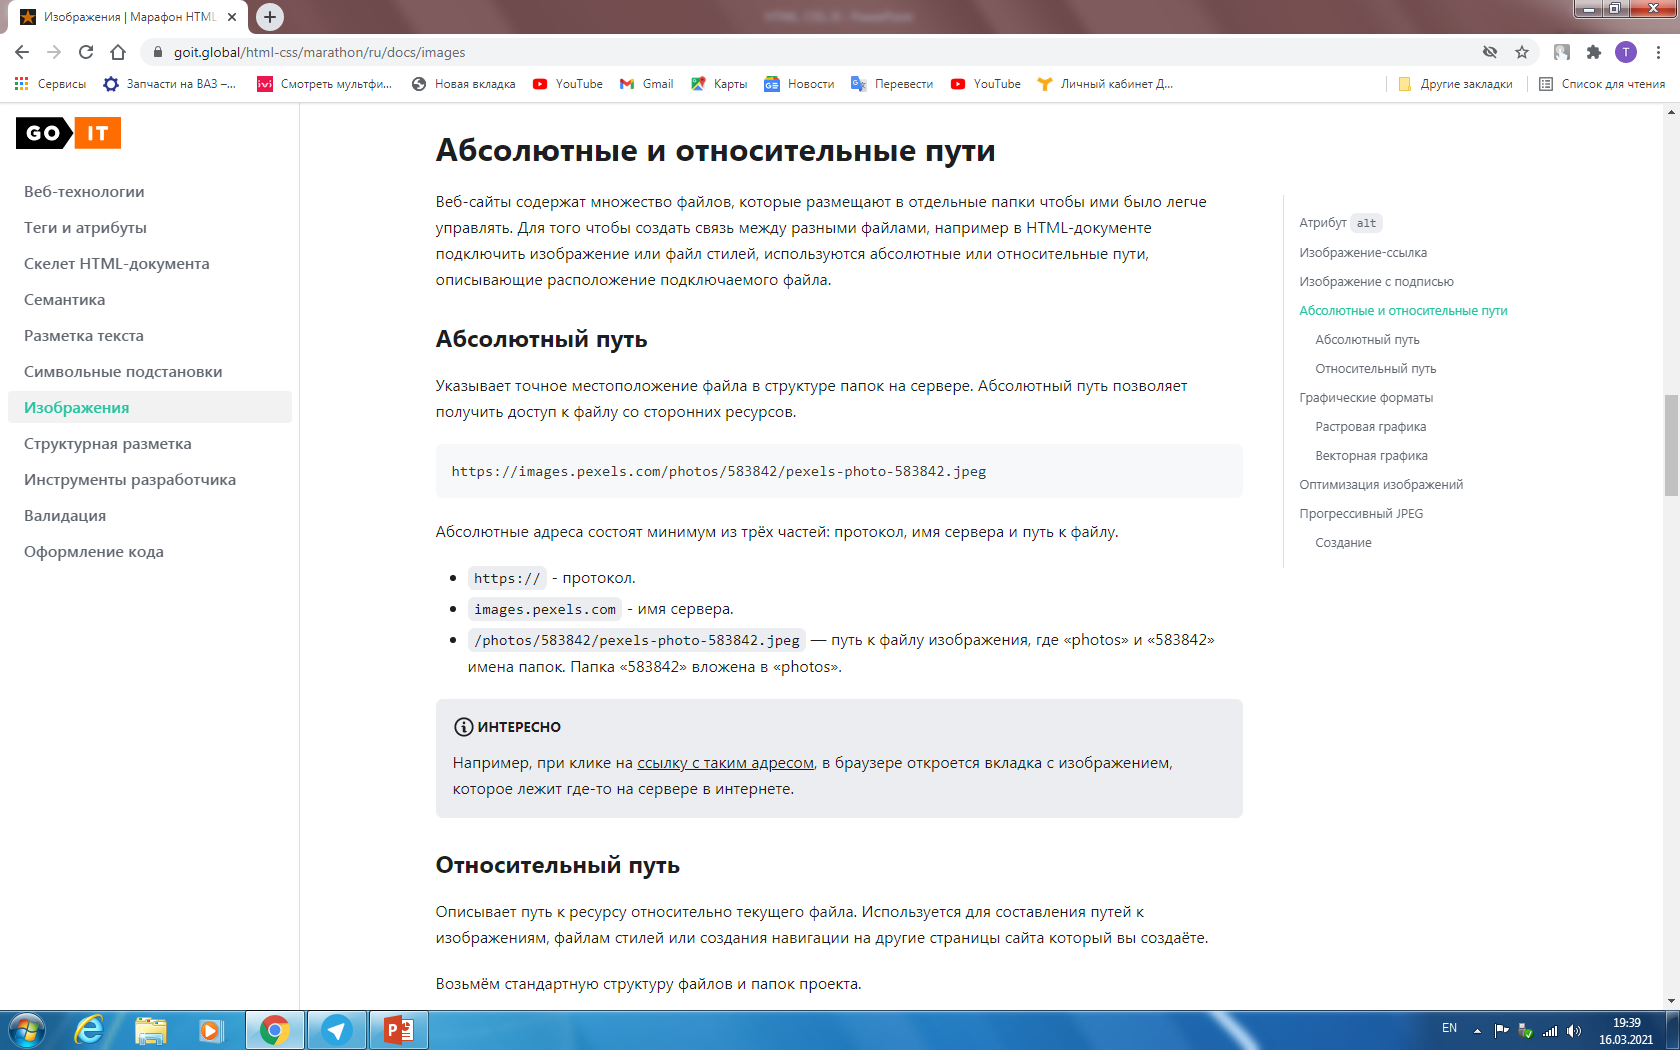 Изображения | Марафон HTML
HTML CSS_01 - PowerPoint
goit.global/html-css/marathon/ru/docs/images
T
Сервисы
Запчасти на ВАЗ –...
Смотреть мультфи...
Новая вкладка
YouTube
Gmail
Карты
Новости
Перевести
YouTube
Личный кабинет Д...
Другие закладки
Список для чтения
GO IT
Веб-технологии
Теги и атрибуты
Скелет HTML-документа
Семантика
Разметка текста
Символьные подстановки
Изображения
Структурная разметка
Инструменты разработчика
Валидация
Оформление кода
Абсолютные и относительные пути
Веб-сайты содержат множество файлов, которые размещают в отдельные папки чтобы ими было легче
управлять. Для того чтобы создать связь между разными файлами, например в HTML-документе
подключить изображение или файл стилей, используются абсолютные или относительные пути,
описывающие расположение подключаемого файла.
Абсолютный путь
Указывает точное местоположение файла в структуре папок на сервере. Абсолютный путь позволяет
получить доступ к файлу со сторонних ресурсов.
https://images.pexels.com/photos/583842/pexels-photo-583842.jpeg
Абсолютные адреса состоят минимум из трёх частей: протокол, имя сервера и путь к файлу.
https:// - протокол.
images.pexels.com - имя сервера.
/photos/583842/pexels-photo-583842.jpeg — путь к файлу изображения, где «photos» и «583842»
имена папок. Папка «583842» вложена в «photos».
ИНТЕРЕСНО
Например, при клике на ссылку с таким адресом, в браузере откроется вкладка с изображением,
которое лежит где-то на сервере в интернете.
Относительный путь
Описывает путь к ресурсу относительно текущего файла. Используется для составления путей к
изображениям, файлам стилей или создания навигации на другие страницы сайта который вы создаёте.
Возьмём стандартную структуру файлов и папок проекта.
Атрибут alt
Изображение-ссылка
Изображение с подписью
Абсолютные и относительные пути
Абсолютный путь
Относительный путь
Графические форматы
Растровая графика
Векторная графика
Оптимизация изображений
Прогрессивный JPEG
Создание
EN
19:39
16.03.2021